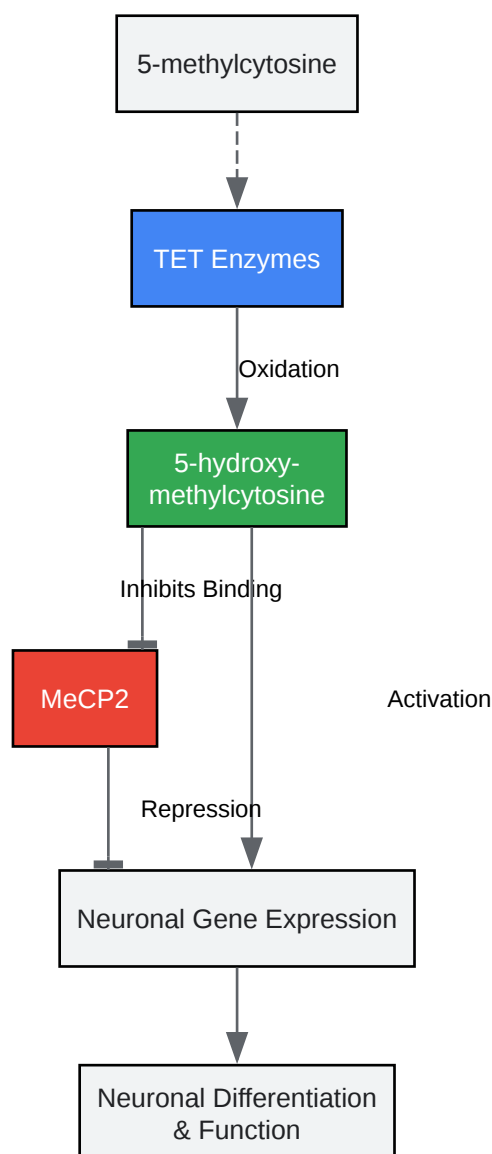 5-methylcytosine
TET Enzymes
Oxidation
5-hydroxy-
methylcytosine
Inhibits Binding
MeCP2
Activation
Repression
Neuronal Gene Expression
Neuronal Differentiation
& Function